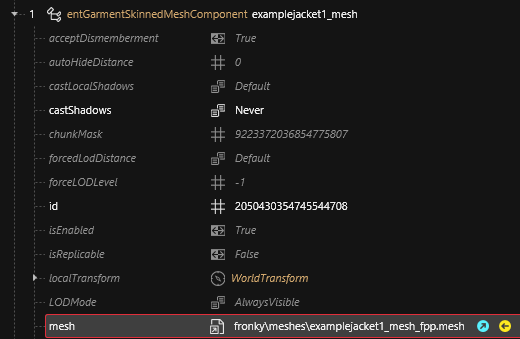 1 entGarmentSkinnedMeshComponent examplejacket1_mesh
acceptDismemberment True
autoHideDistance 0
castLocalShadows Default
castShadows Never
chunkMask 9223372036854775807
forcedLodDistance Default
forceLODLevel -1
id 2050430354745544708
isEnabled True
isReplicable False
localTransform WorldTransform
LODMode AlwaysVisible
mesh fronky\meshes\examplejacket1_mesh_fpp.mesh